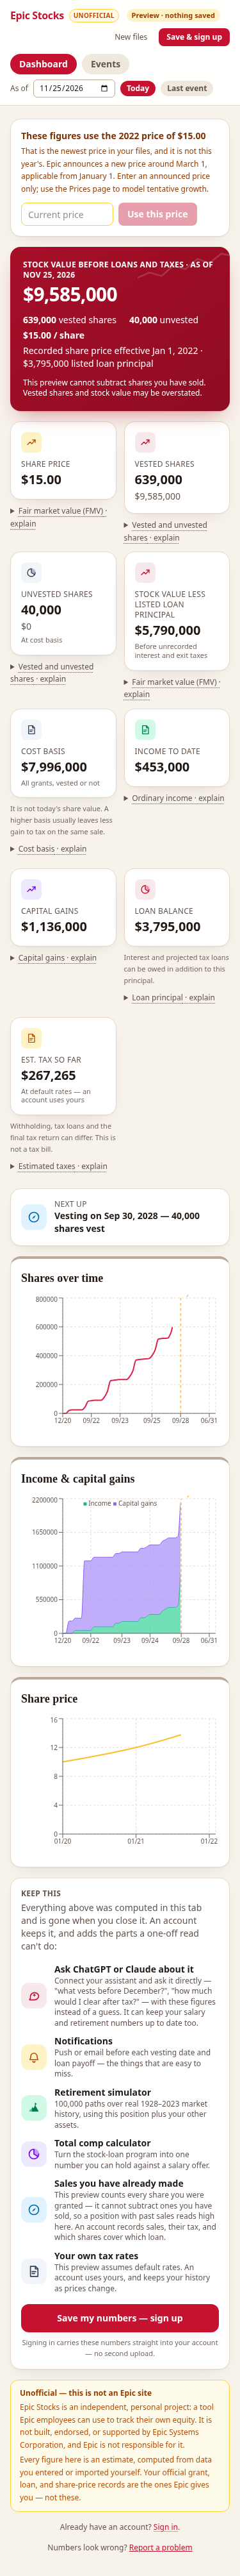 Epic Stocks UNOFFICIAL Preview · nothing saved
New files Save & sign up
Dashboard Events
As of 11/25/2026 Today Last event
These figures use the 2022 price of $15.00
That is the newest price in your files, and it is not this
year's. Epic announces a new price around March 1,
applicable from January 1. Enter an announced price
only; use the Prices page to model tentative growth.
Current price Use this price
STOCK VALUE BEFORE LOANS AND TAXES · AS OF
NOV 25, 2026
$9,585,000
639,000 vested shares 40,000 unvested
$15.00 / share
Recorded share price effective Jan 1, 2022 ·
$3,795,000 listed loan principal
This preview cannot subtract shares you have sold.
Vested shares and stock value may be overstated.
SHARE PRICE
$15.00
Fair market value (FMV) ·
explain
VESTED SHARES
639,000
$9,585,000
Vested and unvested
shares · explain
UNVESTED SHARES
40,000
$0
At cost basis
Vested and unvested
shares · explain
STOCK VALUE LESS
LISTED LOAN
PRINCIPAL
$5,790,000
Before unrecorded
interest and exit taxes
Fair market value (FMV) ·
explain
COST BASIS
$7,996,000
All grants, vested or not
It is not today's share value. A
higher basis usually leaves less
gain to tax on the same sale.
Cost basis · explain
INCOME TO DATE
$453,000
Ordinary income · explain
CAPITAL GAINS
$1,136,000
Capital gains · explain
LOAN BALANCE
$3,795,000
Interest and projected tax loans
can be owed in addition to this
principal.
Loan principal · explain
EST. TAX SO FAR
$267,265
At default rates — an
account uses yours
Withholding, tax loans and the
final tax return can differ. This is
not a tax bill.
Estimated taxes · explain
NEXT UP
Vesting on Sep 30, 2028 — 40,000
shares vest
Shares over time
800000
600000
400000
200000
0
12/20 09/22 09/23 09/25 09/28 06/31
Income & capital gains
Income Capital gains
2200000
1650000
1100000
550000
0
12/20 09/22 09/23 09/24 09/28 06/31
Share price
16
12
8
4
0
01/20 01/21 01/22
KEEP THIS
Everything above was computed in this tab
and is gone when you close it. An account
keeps it, and adds the parts a one-off read
can't do:
Ask ChatGPT or Claude about it
Connect your assistant and ask it directly —
"what vests before December?", "how much
would I clear after tax?" — with these figures
instead of a guess. It can keep your salary
and retirement numbers up to date too.
Notifications
Push or email before each vesting date and
loan payoff — the things that are easy to
miss.
Retirement simulator
100,000 paths over real 1928–2023 market
history, using this position plus your other
assets.
Total comp calculator
Turn the stock-loan program into one
number you can hold against a salary offer.
Sales you have already made
This preview counts every share you were
granted — it cannot subtract ones you have
sold, so a position with past sales reads high
here. An account records sales, their tax, and
which shares cover which loan.
Your own tax rates
This preview assumes default rates. An
account uses yours, and keeps your history
as prices change.
Save my numbers — sign up
Signing in carries these numbers straight into your account
— no second upload.
Unofficial — this is not an Epic site
Epic Stocks is an independent, personal project: a tool
Epic employees can use to track their own equity. It is
not built, endorsed, or supported by Epic Systems
Corporation, and Epic is not responsible for it.
Every figure here is an estimate, computed from data
you entered or imported yourself. Your official grant,
loan, and share-price records are the ones Epic gives
you — not these.
Already have an account? Sign in.
Numbers look wrong? Report a problem